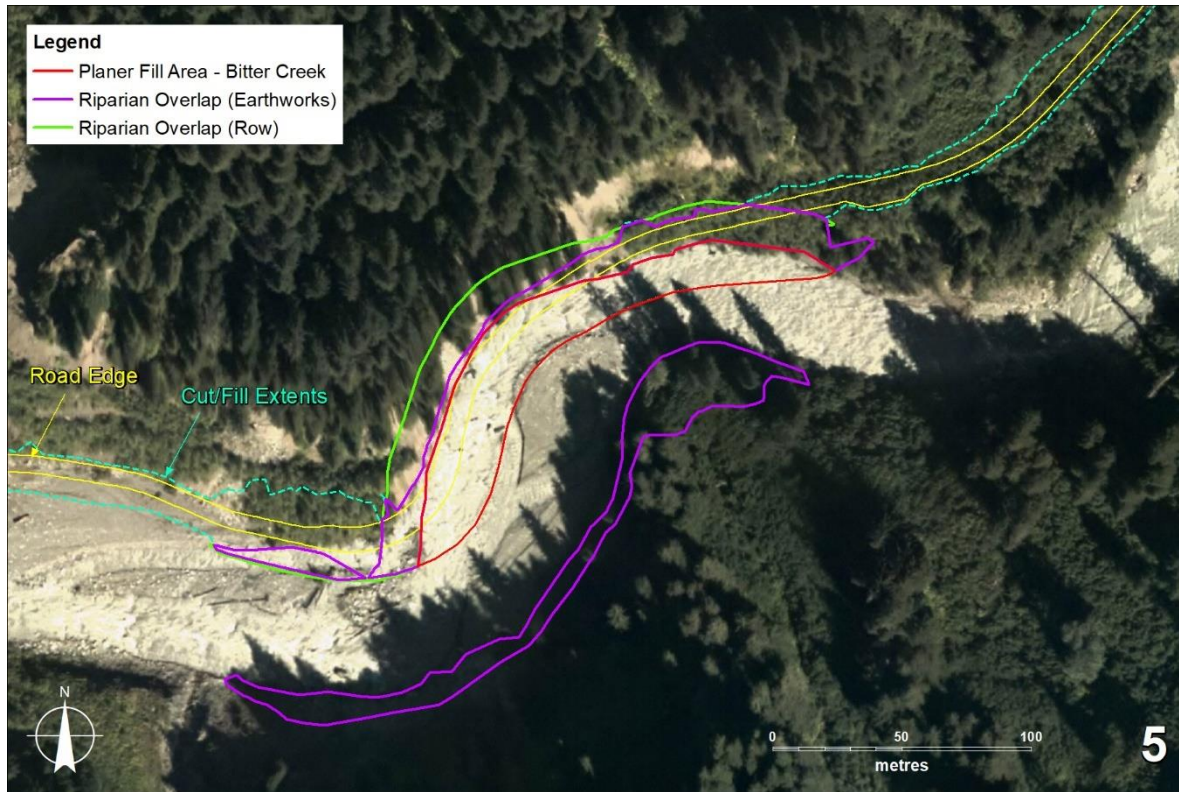 Legend
Planer Fill Area - Bitter Creek
Riparian Overlap (Earthworks)
Riparian Overlap (Row)
Road Edge
Cut/Fill Extents
N
0 50 100
metres
5